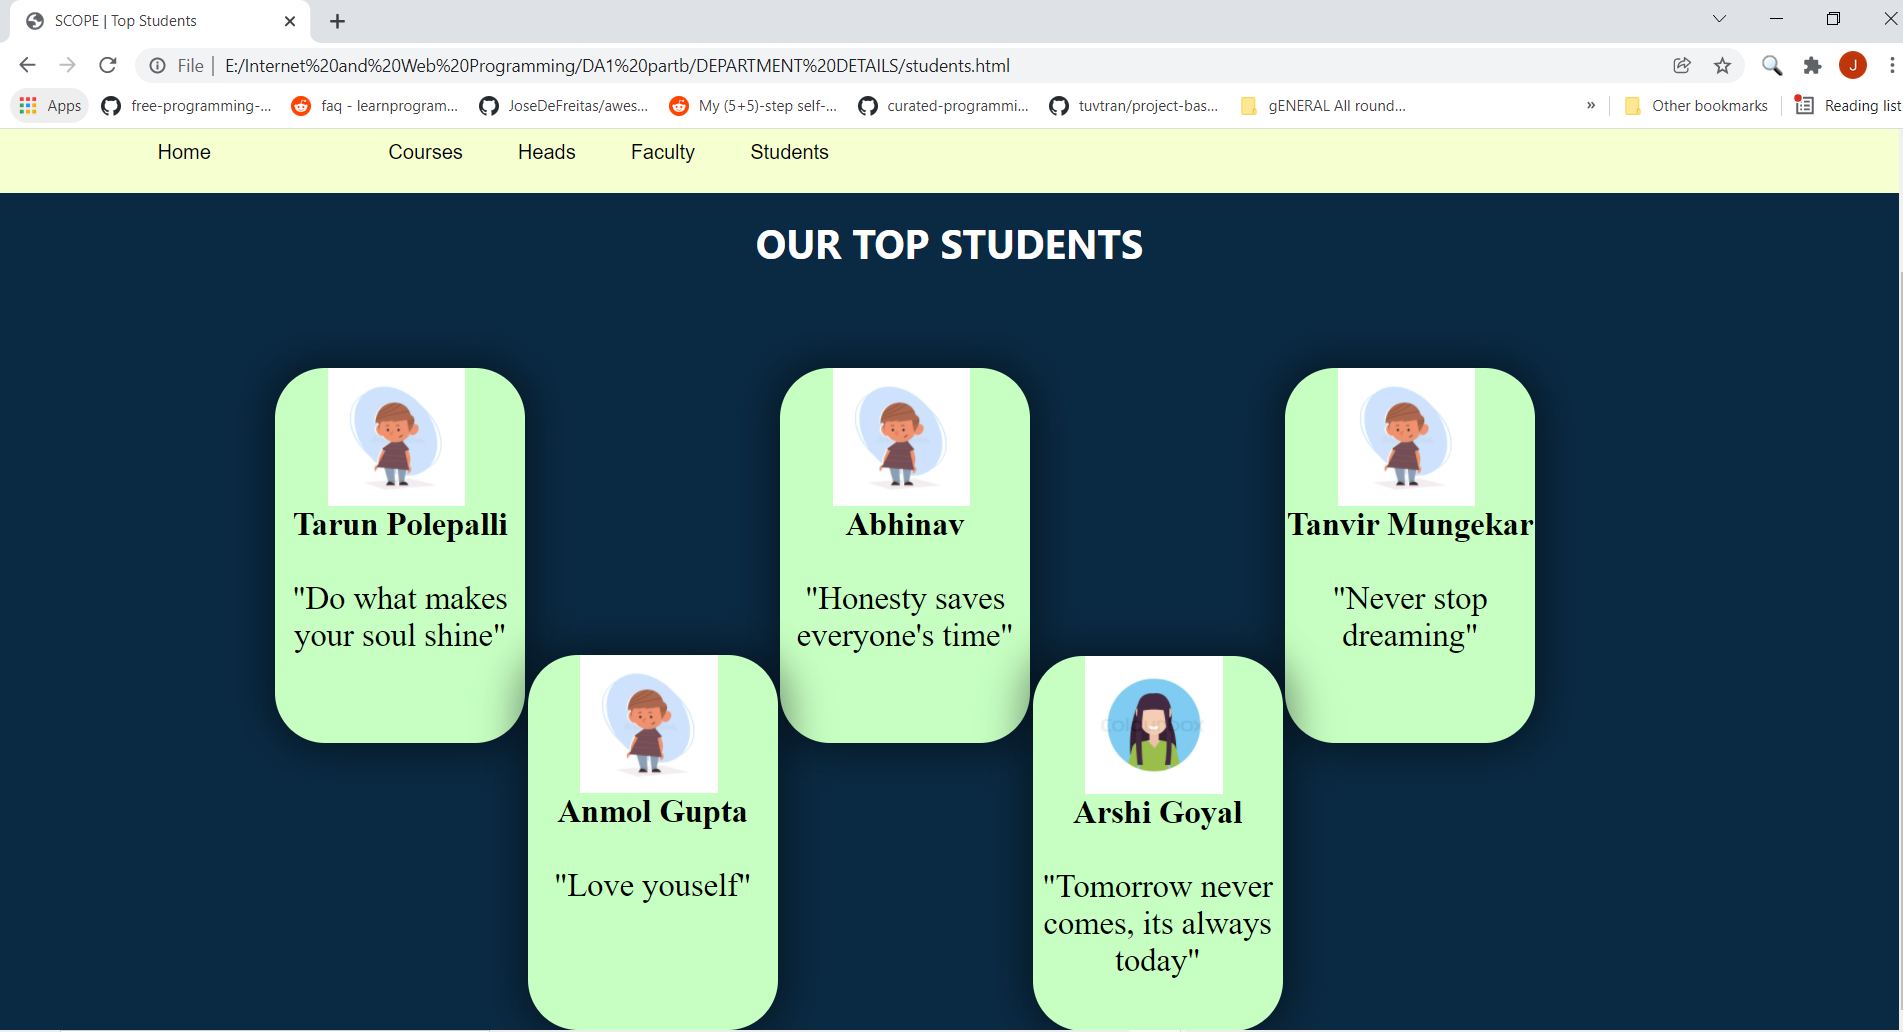 SCOPE | Top Students
File | E:/Internet%20and%20Web%20Programming/DA1%20partb/DEPARTMENT%20DETAILS/students.html
J
Apps free-programming-... faq - learnprogram... JoseDeFreitas/awes... My (5+5)-step self-... curated-programmi... tuvtran/project-bas... gENERAL All round... » Other bookmarks Reading list
Home Courses Heads Faculty Students
OUR TOP STUDENTS
Tarun Polepalli
"Do what makes
your soul shine"
Anmol Gupta
"Love youself"
Abhinav
"Honesty saves
everyone's time"
Colourbox
Arshi Goyal
"Tomorrow never
comes, its always
today"
Tanvir Mungekar
"Never stop
dreaming"